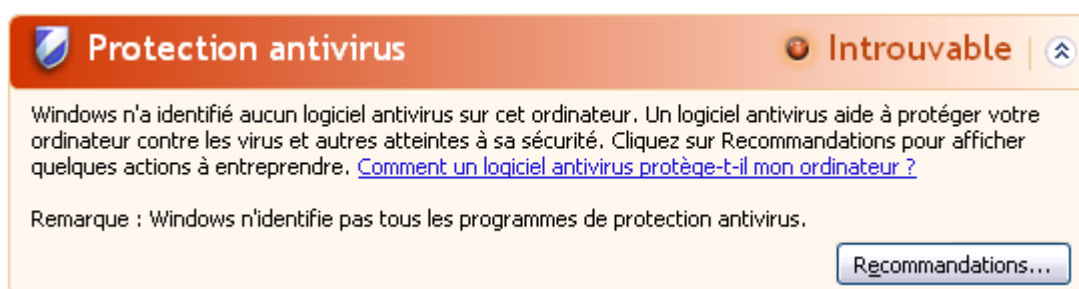 Protection antivirus
Introuvable
Windows n'a identifié aucun logiciel antivirus sur cet ordinateur. Un logiciel antivirus aide à protéger votre
ordinateur contre les virus et autres atteintes à sa sécurité. Cliquez sur Recommandations pour afficher
quelques actions à entreprendre. Comment un logiciel antivirus protège-t-il mon ordinateur ?
Remarque : Windows n'identifie pas tous les programmes de protection antivirus.
Recommandations...